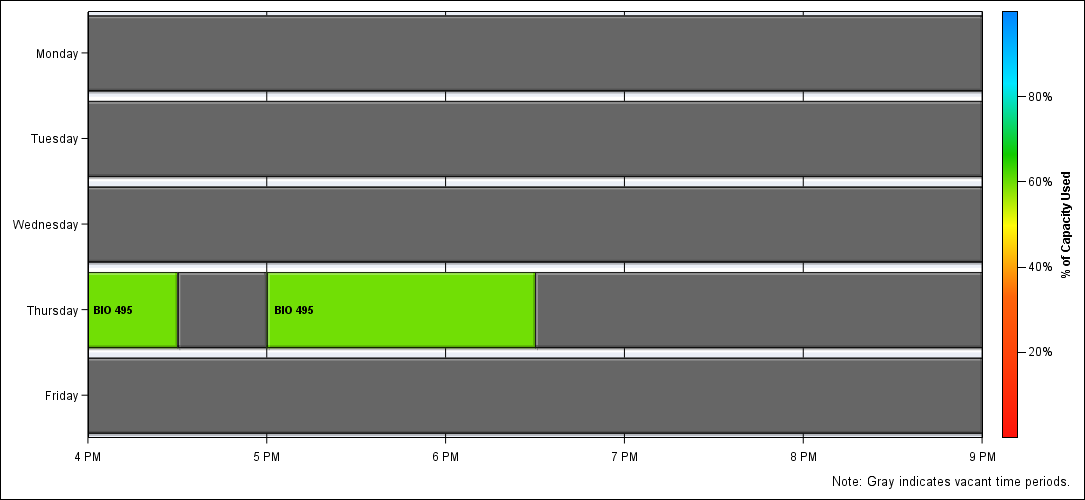 Monday
Tuesday
Wednesday
Thursday
Friday
BIO 495
BIO 495
4 PM
5 PM
6 PM
7 PM
8 PM
9 PM
80%
60%
40%
20%
% of Capacity Used
Note: Gray indicates vacant time periods.